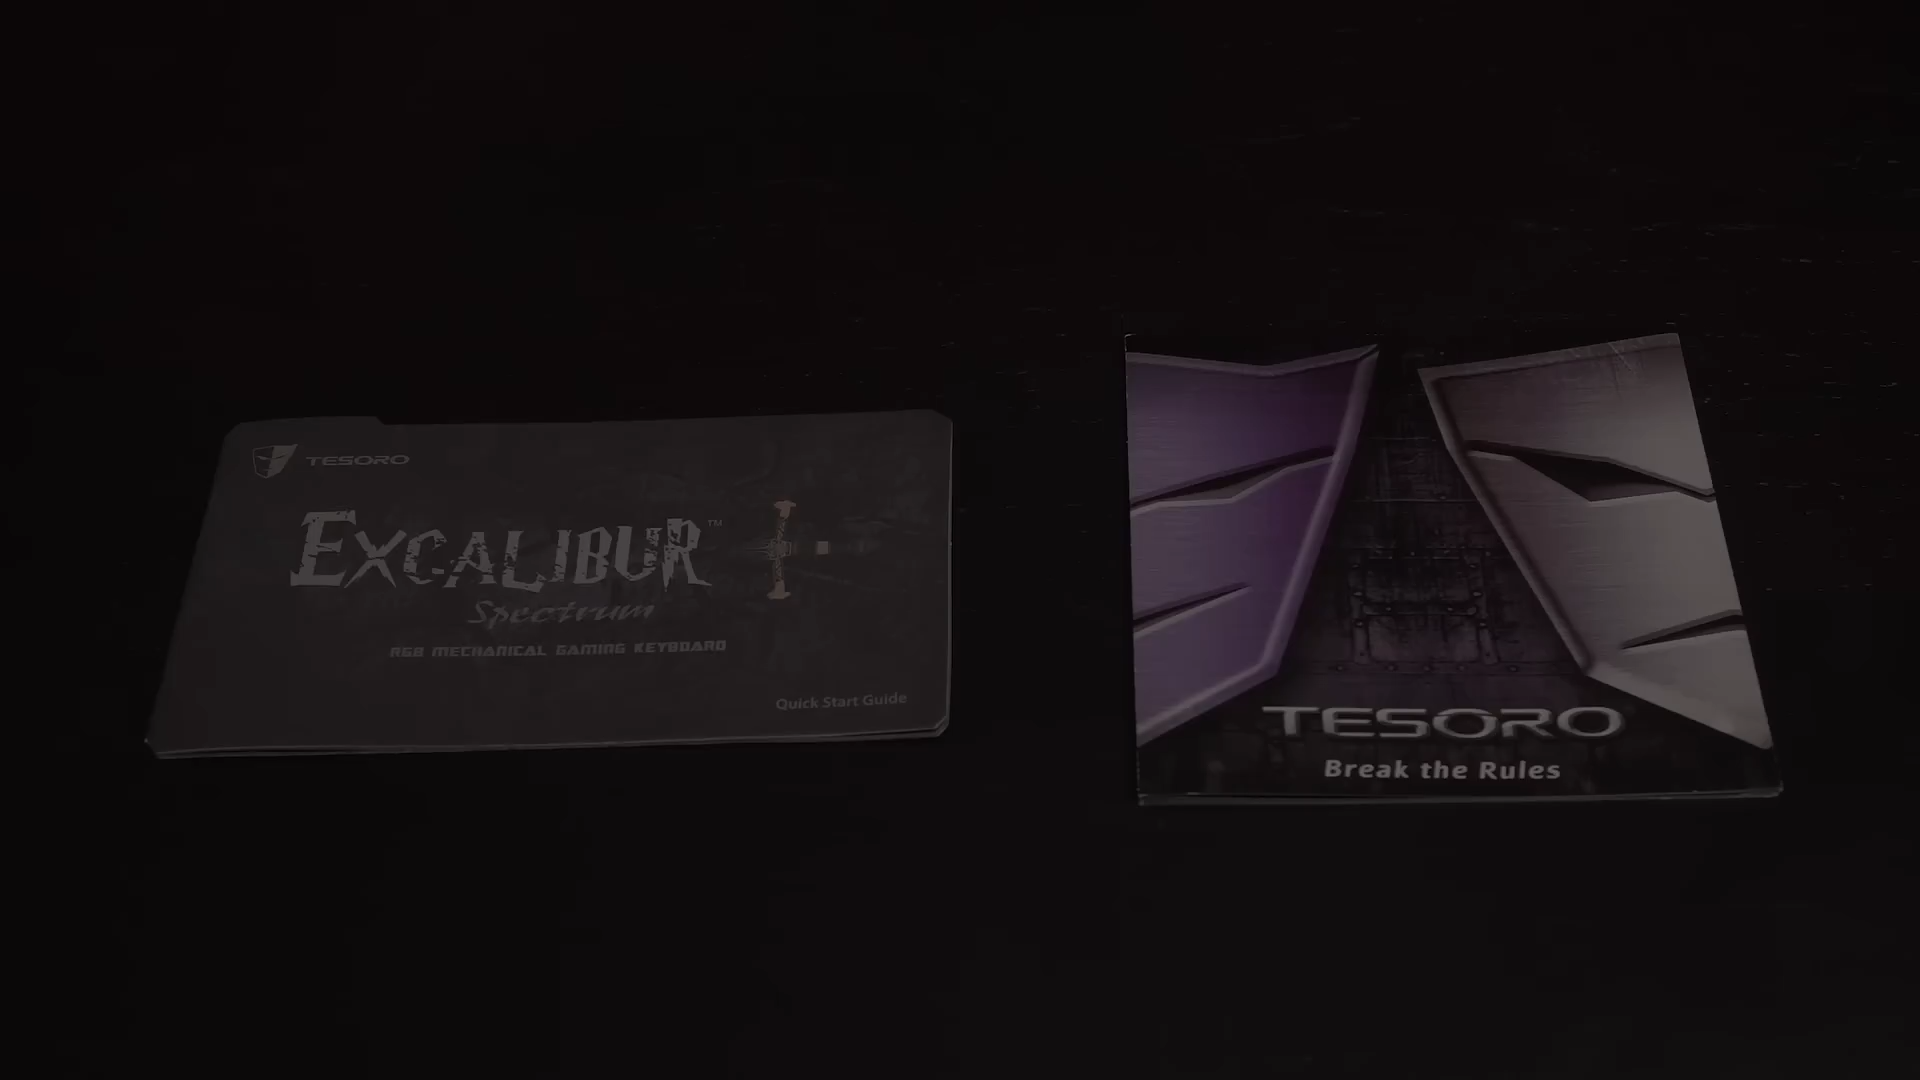 TESORO
EXCALIBUR™
Spectrum
RGB MECHANICAL GAMING KEYBOARD
Quick Start Guide
TESORO
Break the Rules